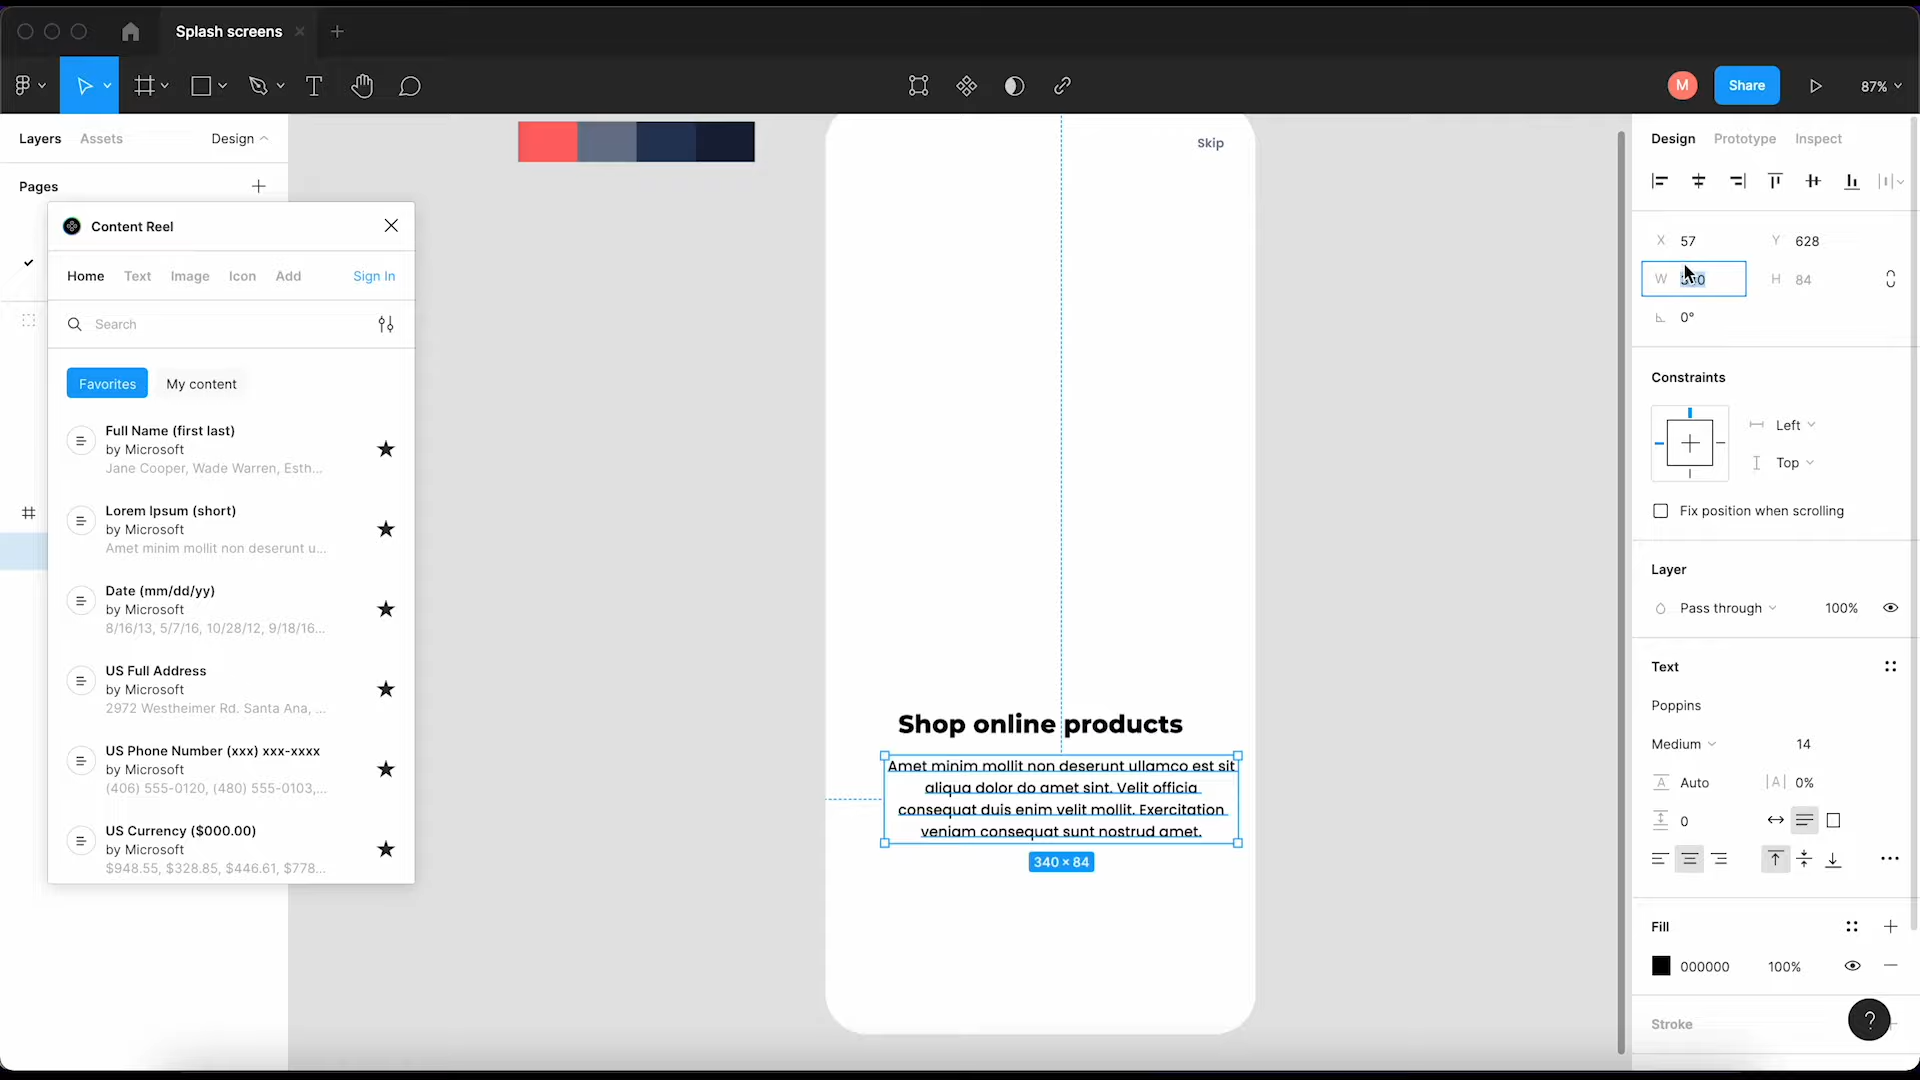 Splash screens
M
Share
87%
Layers
Assets
Design
Pages
Content Reel
Home
Text
Image
Icon
Add
Sign In
Search
Favorites
My content
Full Name (first last)
by Microsoft
Jane Cooper, Wade Warren, Esth...
Lorem Ipsum (short)
by Microsoft
Amet minim mollit non deserunt u...
Date (mm/dd/yy)
by Microsoft
8/16/13, 5/7/16, 10/28/12, 9/18/16...
US Full Address
by Microsoft
2972 Westheimer Rd. Santa Ana, ...
US Phone Number (xxx) xxx-xxxx
by Microsoft
(406) 555-0120, (480) 555-0103,...
US Currency ($000.00)
by Microsoft
$948.55, $328.85, $446.61, $778...
Skip
Shop online products
Amet minim mollit non deserunt ullamco est sit
aliqua dolor do amet sint. Velit officia
consequat duis enim velit mollit. Exercitation
veniam consequat sunt nostrud amet.
340 × 84
Design
Prototype
Inspect
X 57
Y 628
W
H 84
0°
Constraints
Left
Top
Fix position when scrolling
Layer
Pass through
100%
Text
Poppins
Medium
14
Auto
|A| 0%
0
Fill
000000
100%
Stroke
?